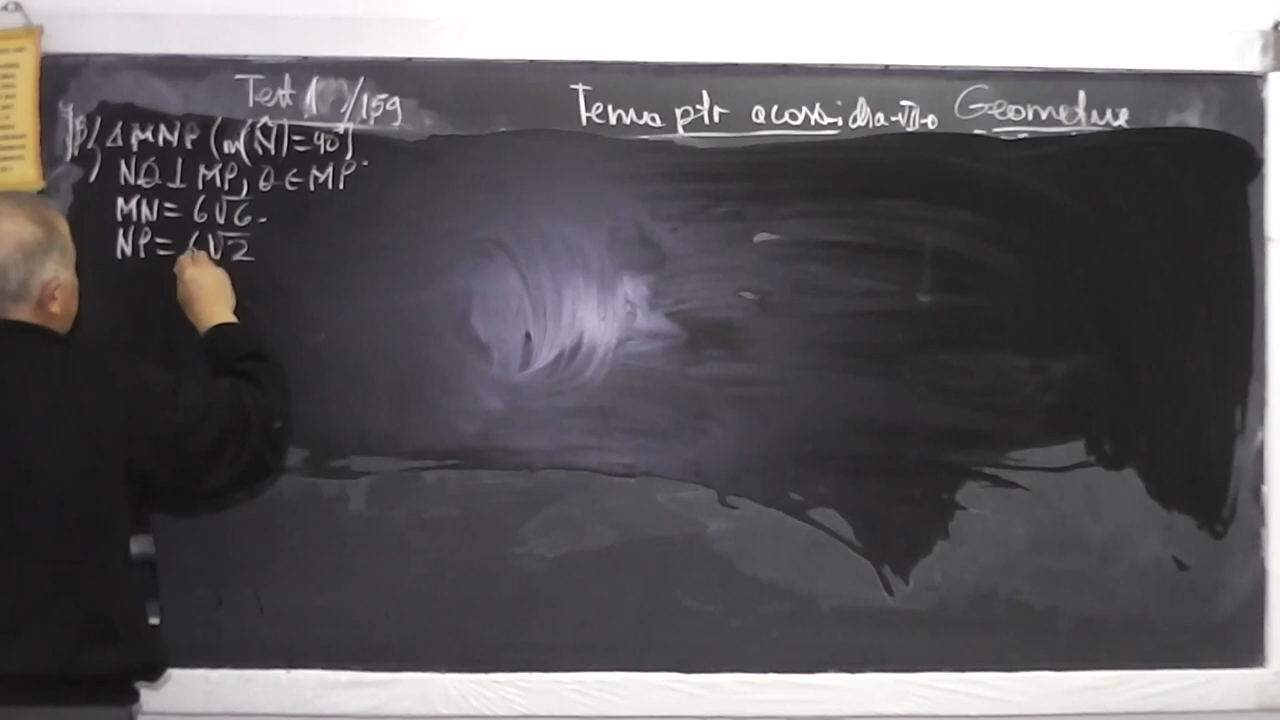 Test 1 /159
Tema ptr acasă cls a-VII-a Geometrie
Δ MNP (m(N̂)=90°)
NQ ⊥ MP, Q ∈ MP
MN = 6√6
NP = 6√2